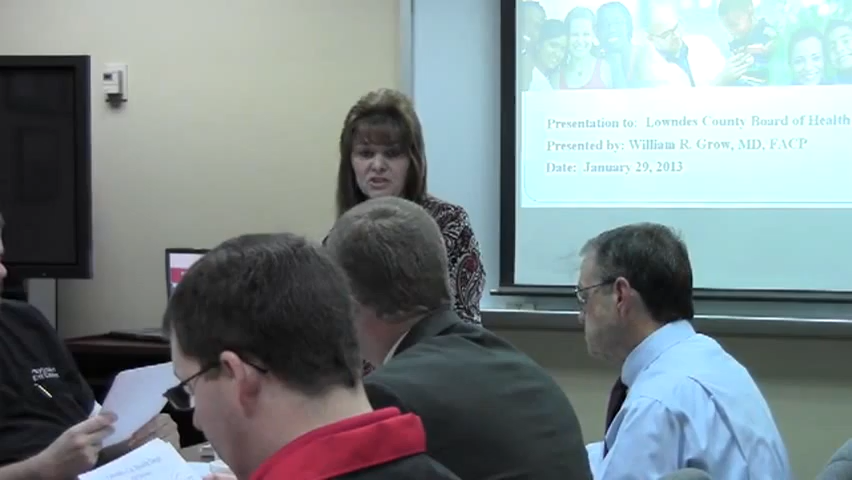 Presentation to: Lowndes County Board of Health
Presented by: William R. Grow, MD, FACP
Date: January 29, 2013